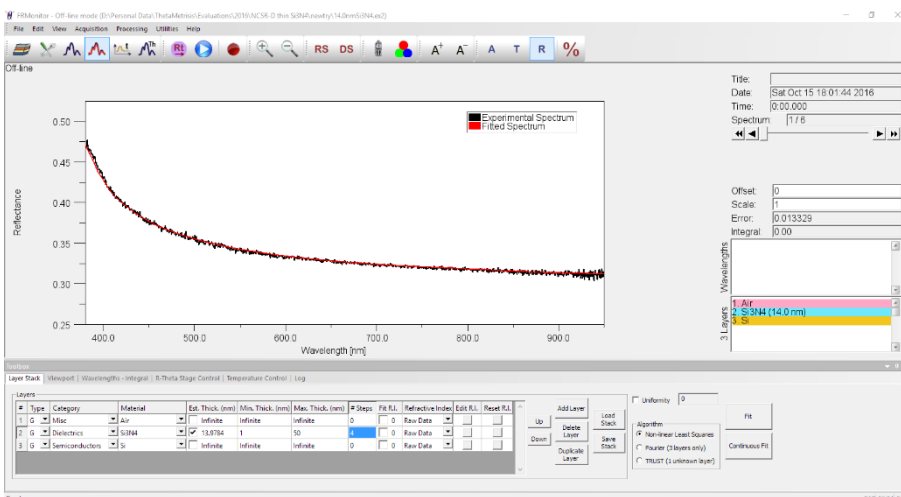 FRMonitor - Off-line mode (D:\Personal Data\ThetaMetrisis\Evaluations\2016\NCSR-D thin Si3N4\newtry\14.0nmSi3N4.ex2)
File Edit View Acquisition Processing Utilities Help
Rt RS DS A+ A- A T R %
Off-line
Title:
Date: Sat Oct 15 18:01:44 2016
Time: 0:00.000
Spectrum: 1 / 6
Experimental Spectrum
Fitted Spectrum
0.50
0.45
0.40
0.35
0.30
0.25
Reflectance
400.0 500.0 600.0 700.0 800.0 900.0
Wavelength [nm]
Offset: 0
Scale: 1
Error: 0.013329
Integral: 0.00
Wavelengths
3 Layers
1. Air
2. Si3N4 (14.0 nm)
3. Si
Toolbar
Layer Stack Viewport Wavelengths - Integral R-Theta Stage Control Temperature Control Log
Layers
# Type Category Material Est. Thick. (nm) Min. Thick. (nm) Max. Thick. (nm) # Steps Fit R.I. Refractive Index Edit R.I. Reset R.I.
1 G Misc Air Infinite Infinite Infinite 0 0 Raw Data
2 G Dielectrics Si3N4 13.9784 1 50 4 0 Raw Data
3 G Semiconductors Si Infinite Infinite Infinite 0 0 Raw Data
Up
Down
Add Layer
Delete Layer
Duplicate Layer
Load Stack
Save Stack
Uniformity 0
Algorithm
Non-linear Least Squares
Fourier (3 layers only)
TRUST (1 unknown layer)
Fit
Continuous Fit